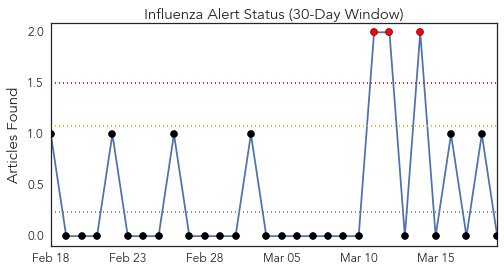 Influenza Alert Status (30-Day Window)
Articles Found
2.0
1.5
1.0
0.5
0.0
Feb 18 Feb 23 Feb 28 Mar 05 Mar 10 Mar 15